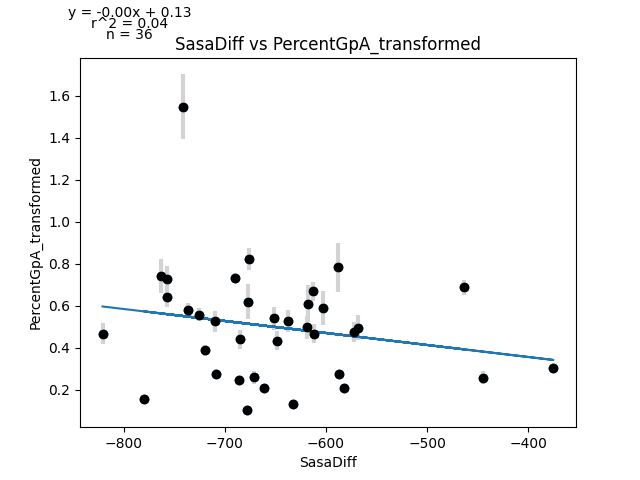 y = -0.00x + 0.13
r^2 = 0.04
n = 36
SasaDiff vs PercentGpA_transformed
1.6
1.4
1.2
1.0
0.8
0.6
0.4
0.2
PercentGpA_transformed
−800
−700
−600
−500
−400
SasaDiff